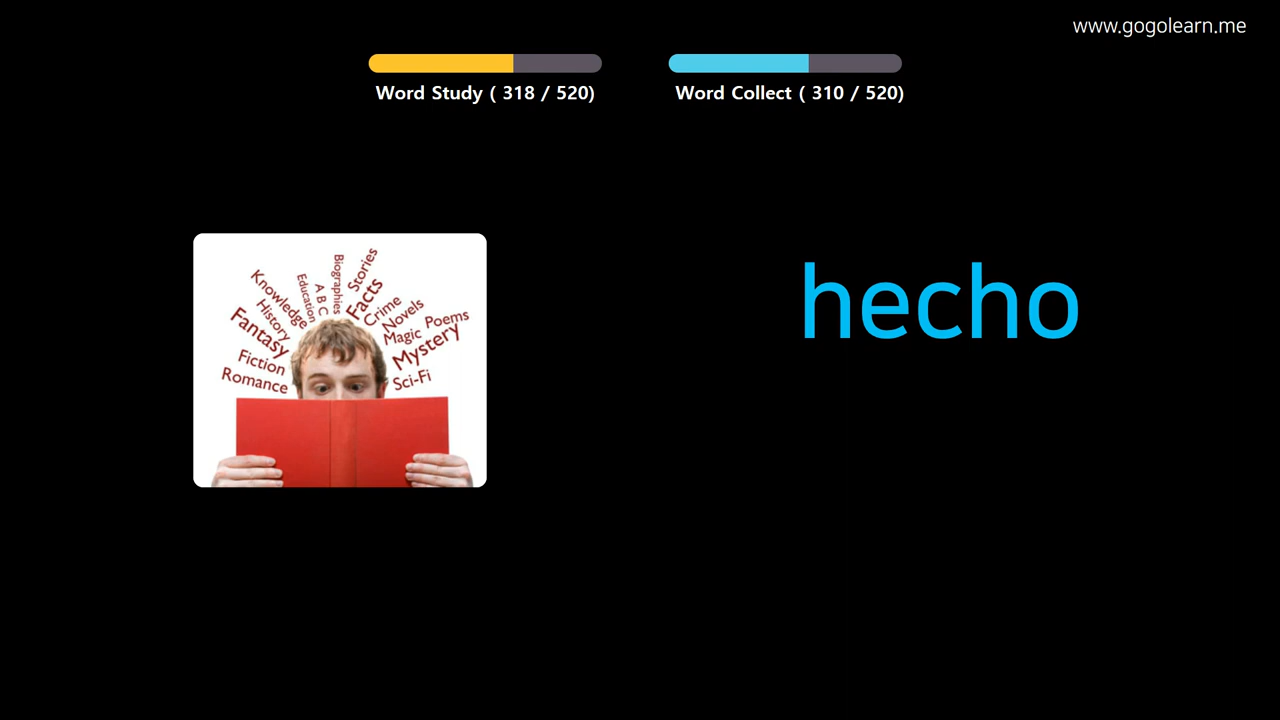 www.gogolearn.me
Word Study ( 318 / 520)
Word Collect ( 310 / 520)
hecho
Knowledge
History
Fantasy
Fiction
Romance
Education
A B C
Biographies
Stories
Facts
Crime
Novels
Magic
Poems
Mystery
Sci-Fi